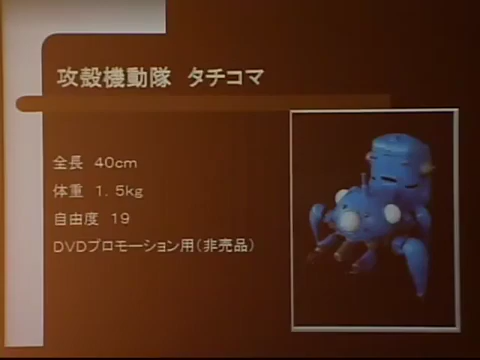 攻殻機動隊 タチコマ
全長 40cm
体重 1.5kg
自由度 19
DVDプロモーション用(非売品)